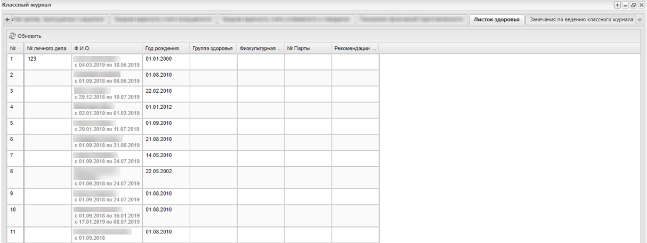 Классный журнал
Листок здоровья
Замечания по ведению классного журнала
Обновить
№ № личного дела Ф.И.О. Год рождения Группа здоровья Физкультурная ... № Парты Рекомендации ...
1 123 01.01.2000
с 04.03.2019 по 10.06.2019
2 01.08.2010
с 01.09.2018 по 08.06.2019
3 22.02.2010
с 29.12.2018 по 19.07.2019
4 01.01.2012
с 02.01.2019 по 01.03.2019
5 01.09.2010
с 29.01.2019 по 11.07.2019
6 21.08.2010
с 01.09.2018 по 31.08.2019
7 14.05.2010
с 01.09.2018 по 24.07.2019
8 22.05.2002
с 01.09.2018 по 24.07.2019
9 01.08.2010
с 01.09.2018 по 24.07.2019
10 01.08.2010
с 01.09.2018 по 16.01.2019
с 17.01.2019 по 08.07.2019
11 01.08.2010
с 01.09.2018